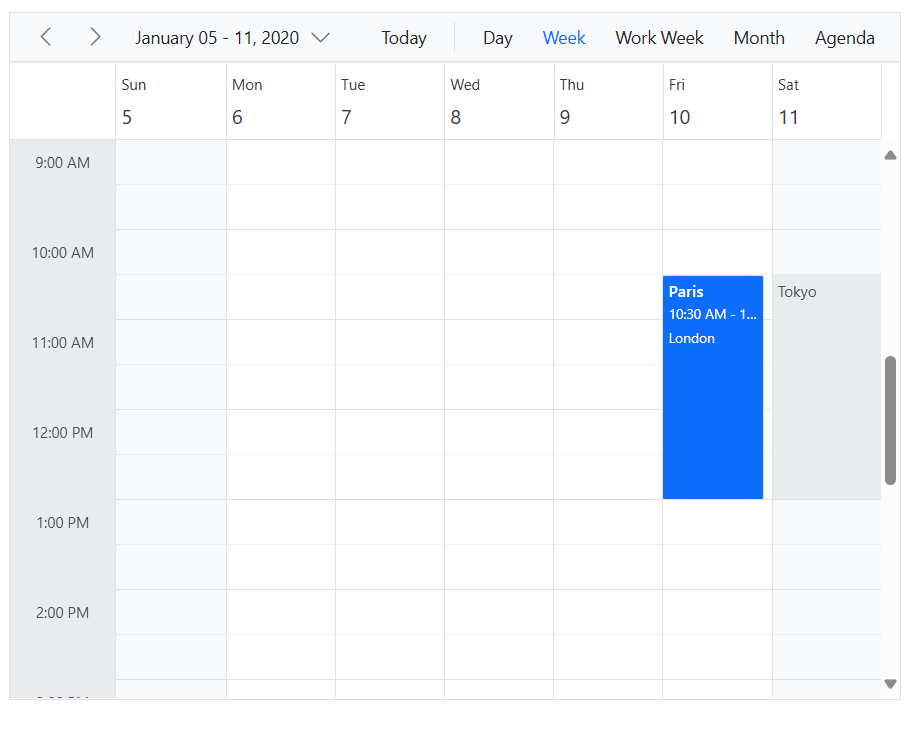 January 05 - 11, 2020 Today Day Week Work Week Month Agenda
Sun Mon Tue Wed Thu Fri Sat
5 6 7 8 9 10 11
9:00 AM
10:00 AM
Paris Tokyo
10:30 AM - 1...
London
11:00 AM
12:00 PM
1:00 PM
2:00 PM